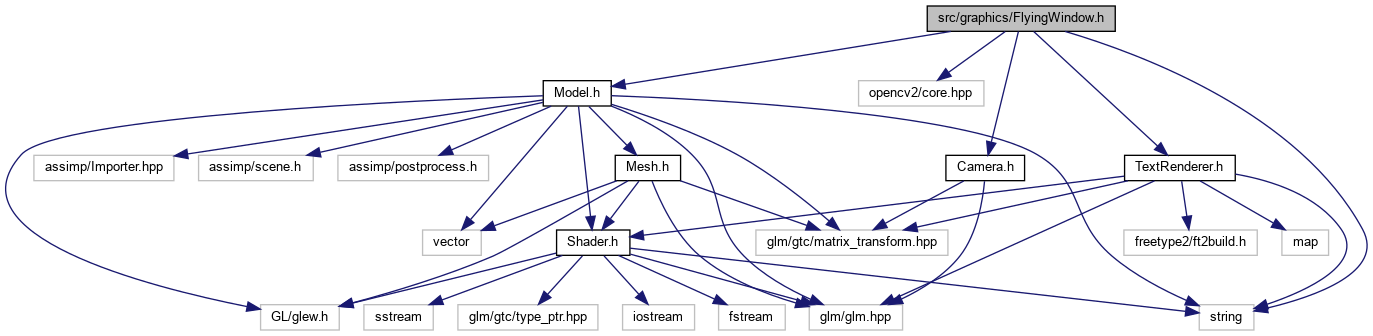 src/graphics/FlyingWindow.h
Model.h
opencv2/core.hpp
assimp/Importer.hpp
assimp/scene.h
assimp/postprocess.h
Mesh.h
Camera.h
TextRenderer.h
vector
Shader.h
glm/gtc/matrix_transform.hpp
freetype2/ft2build.h
map
GL/glew.h
sstream
glm/gtc/type_ptr.hpp
iostream
fstream
glm/glm.hpp
string